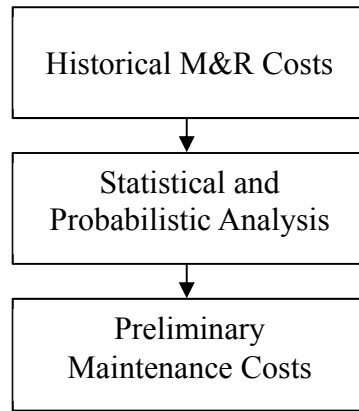 Historical M&R Costs
Statistical and
Probabilistic Analysis
Preliminary
Maintenance Costs